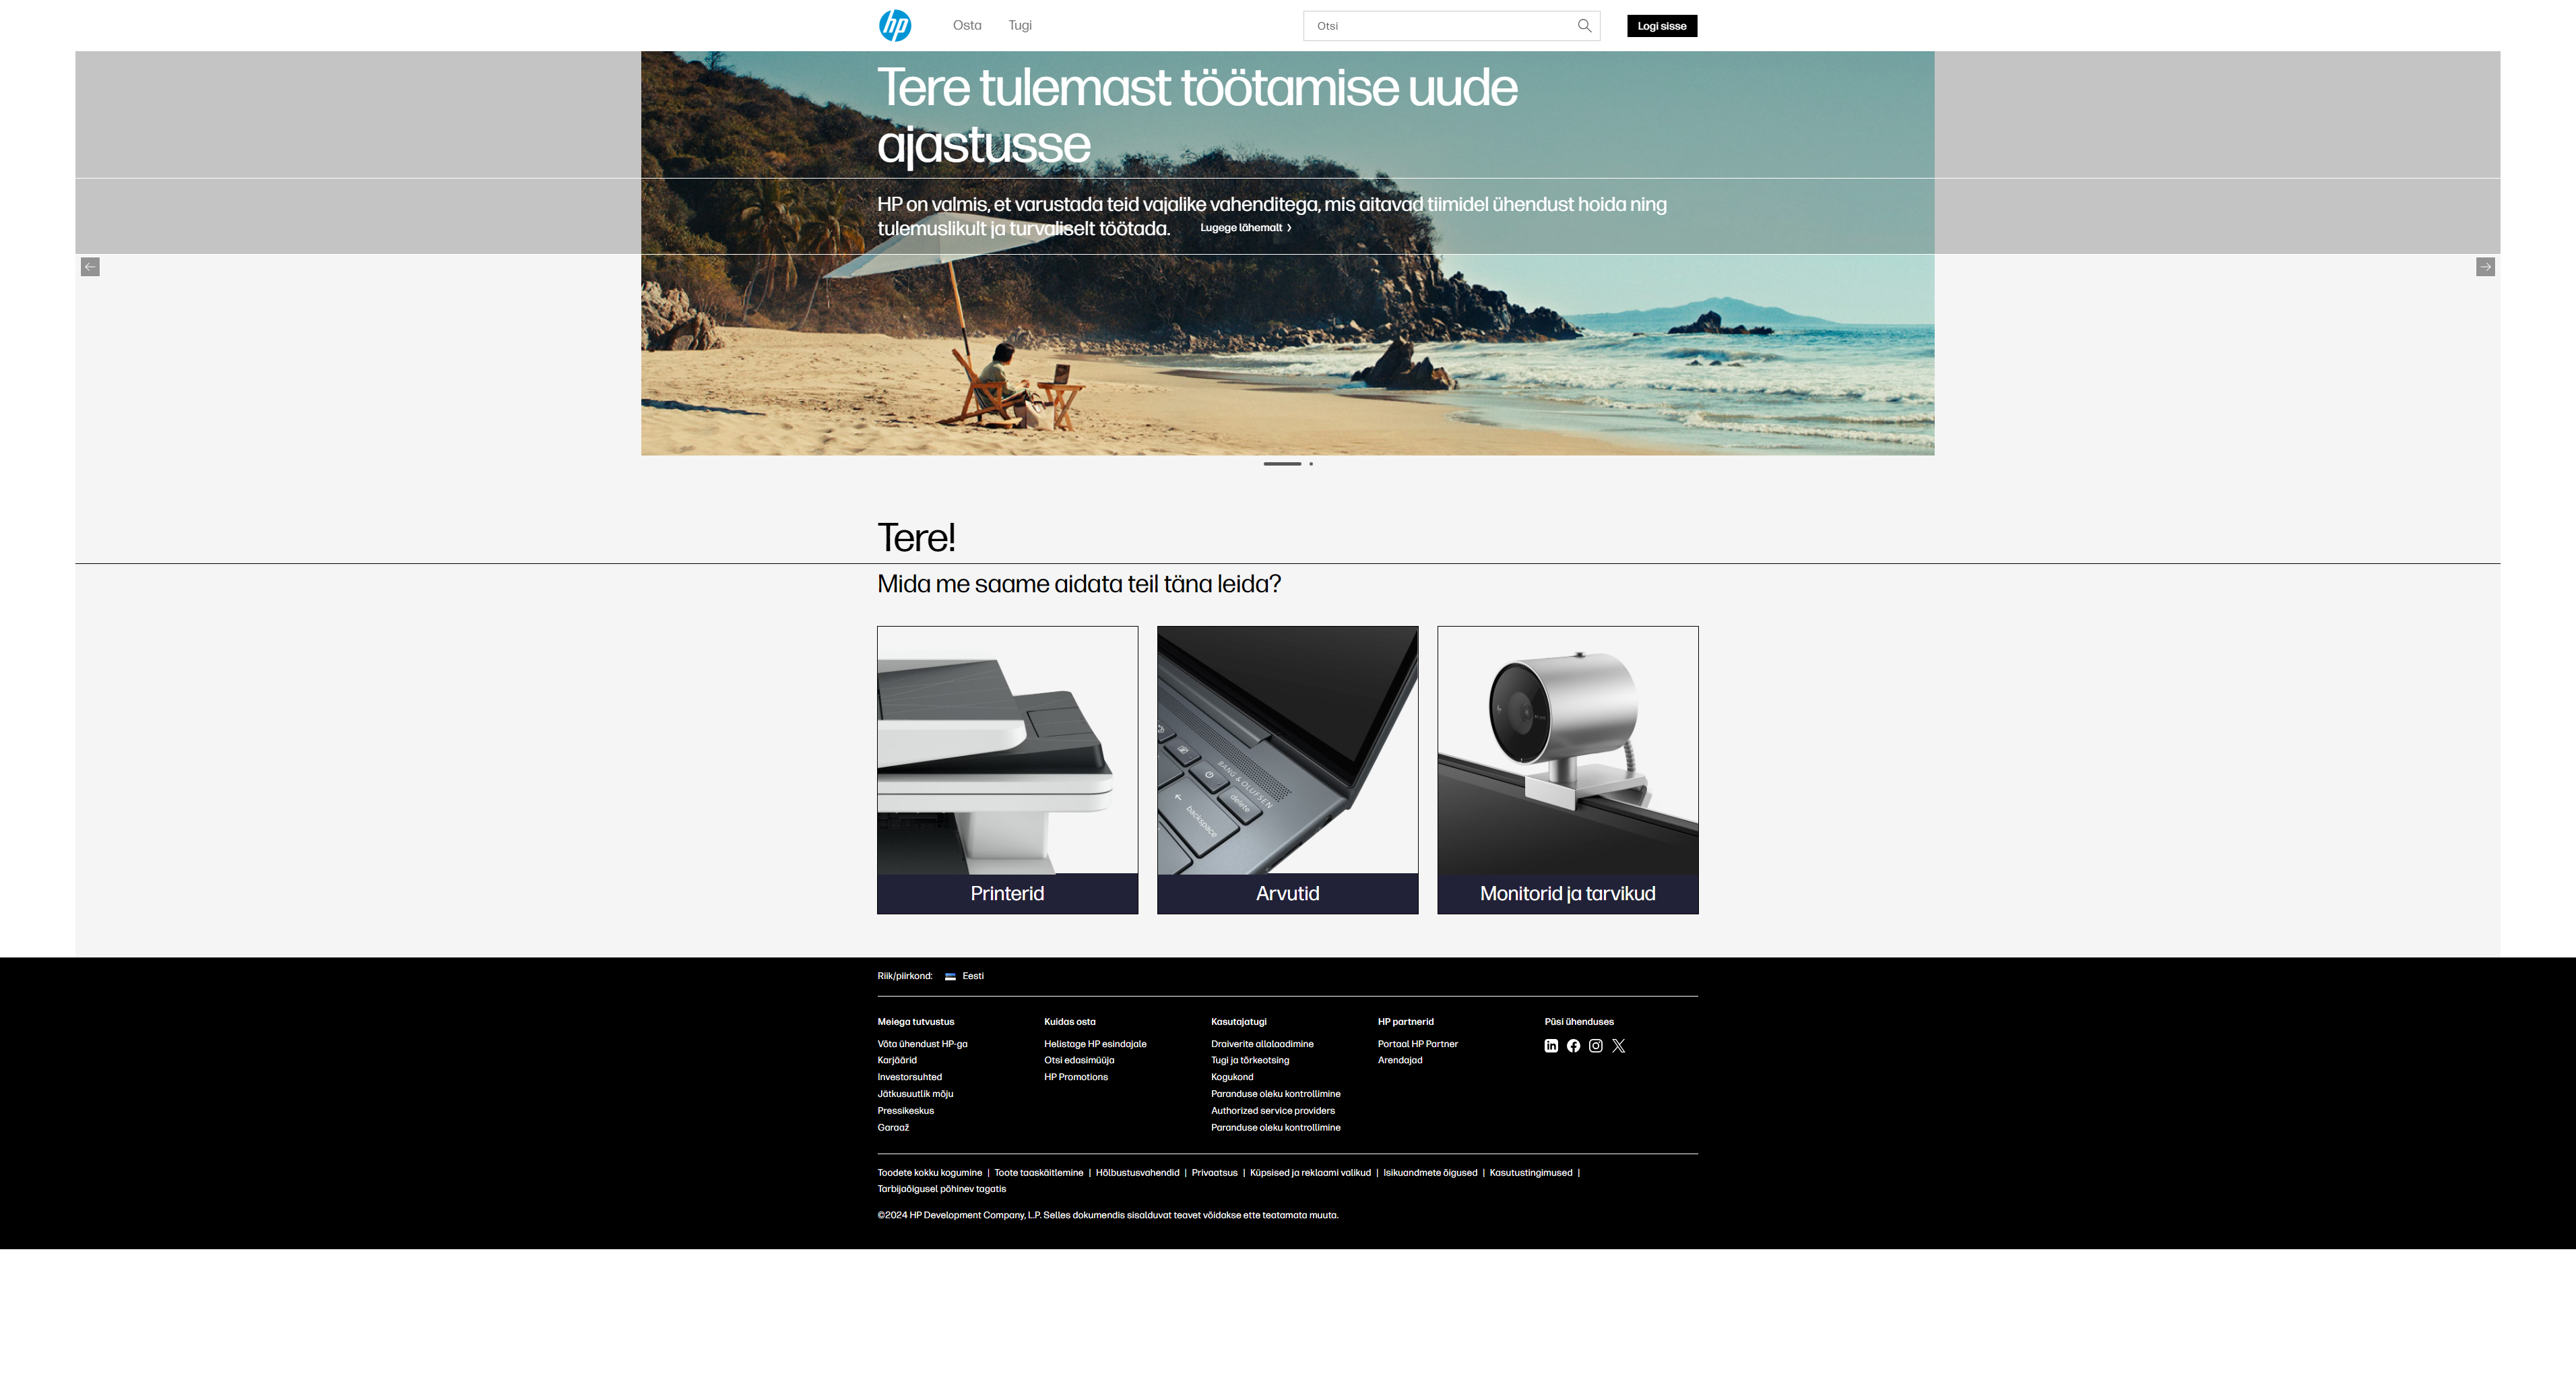 hp
Osta
Tugi
Otsi
Logi sisse
Tere tulemast töötamise uude
ajastusse
HP on valmis, et varustada teid vajalike vahenditega, mis aitavad tiimidel ühendust hoida ning
tulemuslikult ja turvaliselt töötada.
Lugege lähemalt
Tere!
Mida me saame aidata teil täna leida?
BANG & OLUFSEN
delete
backspace
Printerid
Arvutid
Monitorid ja tarvikud
Riik/piirkond:
Eesti
Meiega tutvustus
Võta ühendust HP-ga
Karjäärid
Investorsuhted
Jätkusuutlik mõju
Pressikeskus
Garaaž
Kuidas osta
Helistage HP esindajale
Otsi edasimüüja
HP Promotions
Kasutajatugi
Draiverite allalaadimine
Tugi ja tõrkeotsing
Kogukond
Paranduse oleku kontrollimine
Authorized service providers
Paranduse oleku kontrollimine
HP partnerid
Portaal HP Partner
Arendajad
Püsi ühenduses
Toodete kokku kogumine | Toote taaskäitlemine | Hõlbustusvahendid | Privaatsus | Küpsised ja reklaami valikud | Isikuandmete õigused | Kasutustingimused |
Tarbijaõigusel põhinev tagatis
©2024 HP Development Company, L.P. Selles dokumendis sisalduvat teavet võidakse ette teatamata muuta.